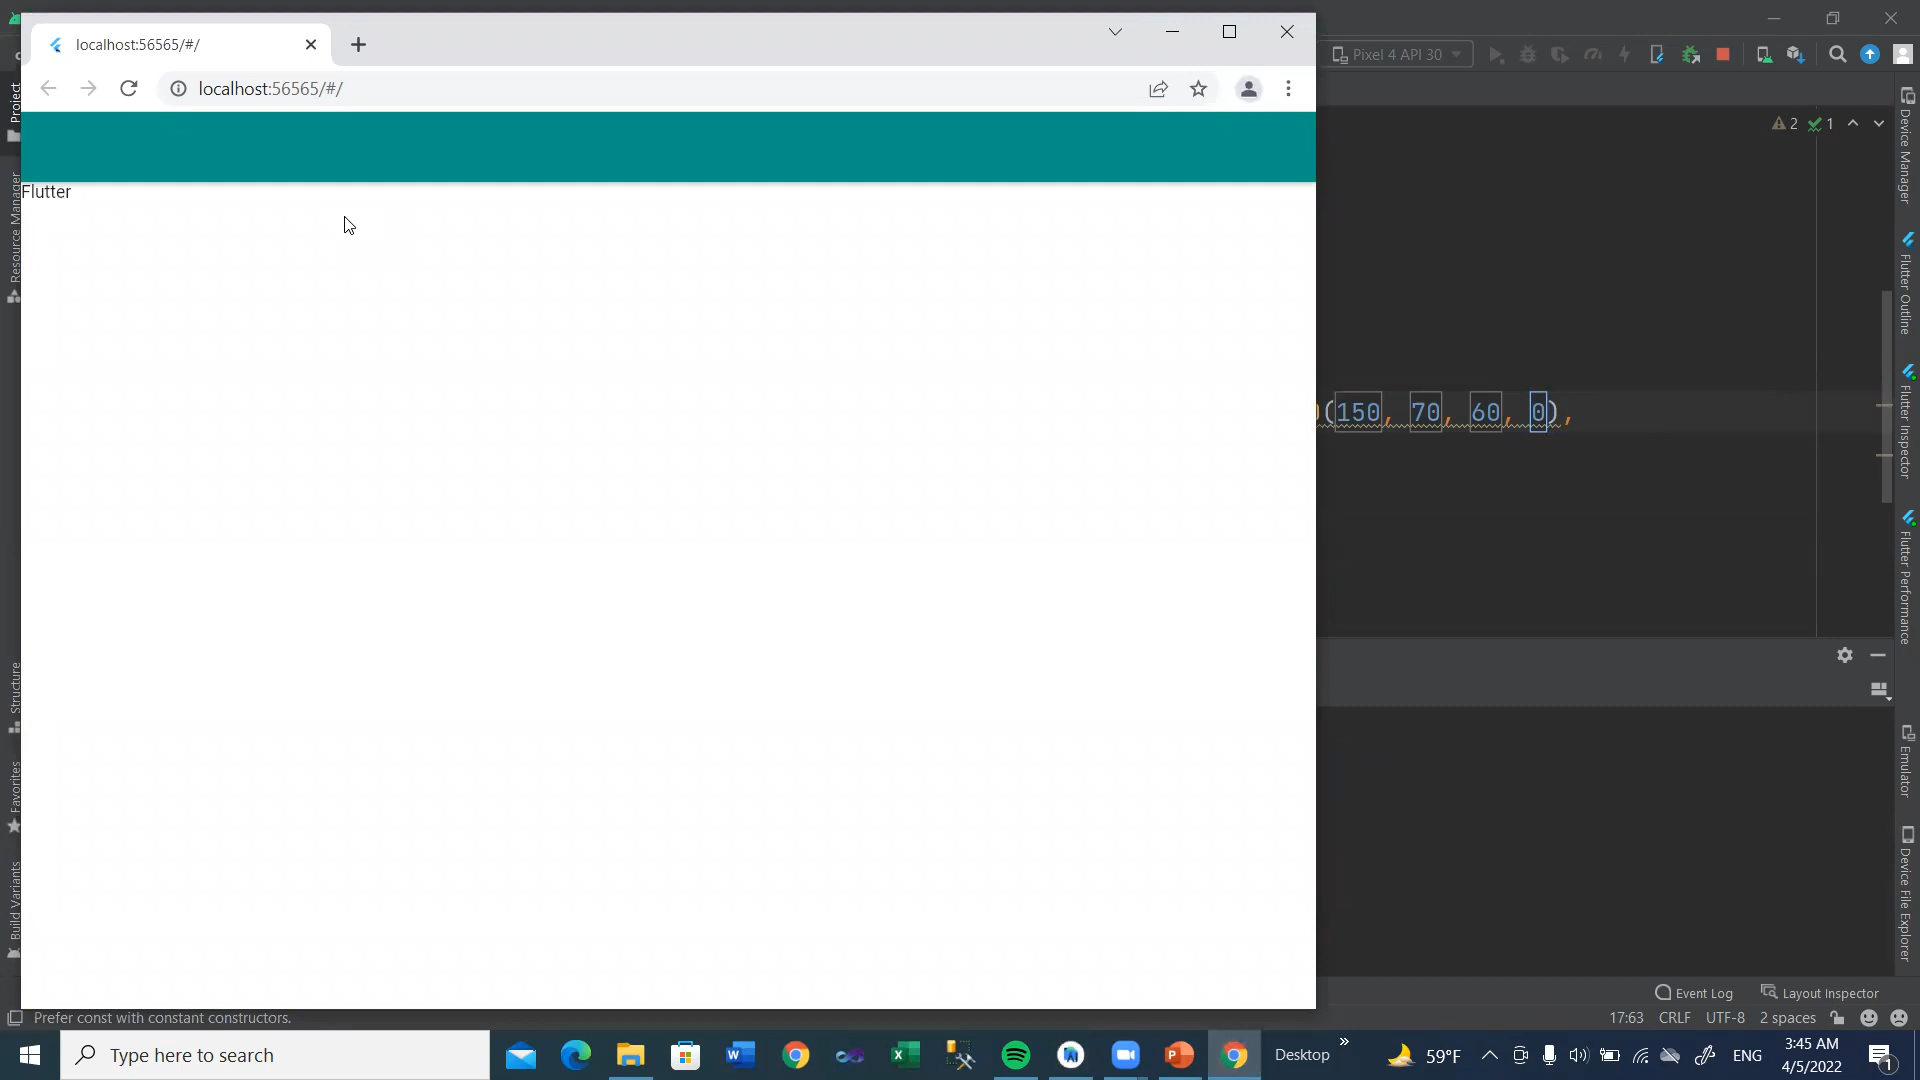 localhost:56565/#/
localhost:56565/#/
Flutter
Project
Resource Manager
Structure
Favorites
Build Variants
Pixel 4 API 30
2 1
(150, 70, 60, 0),
Device Manager
Flutter Outline
Flutter Inspector
Flutter Performance
Emulator
Device File Explorer
Event Log
Layout Inspector
Prefer const with constant constructors.
17:63 CRLF UTF-8 2 spaces
Type here to search
Desktop
59°F
ENG
3:45 AM
4/5/2022
1